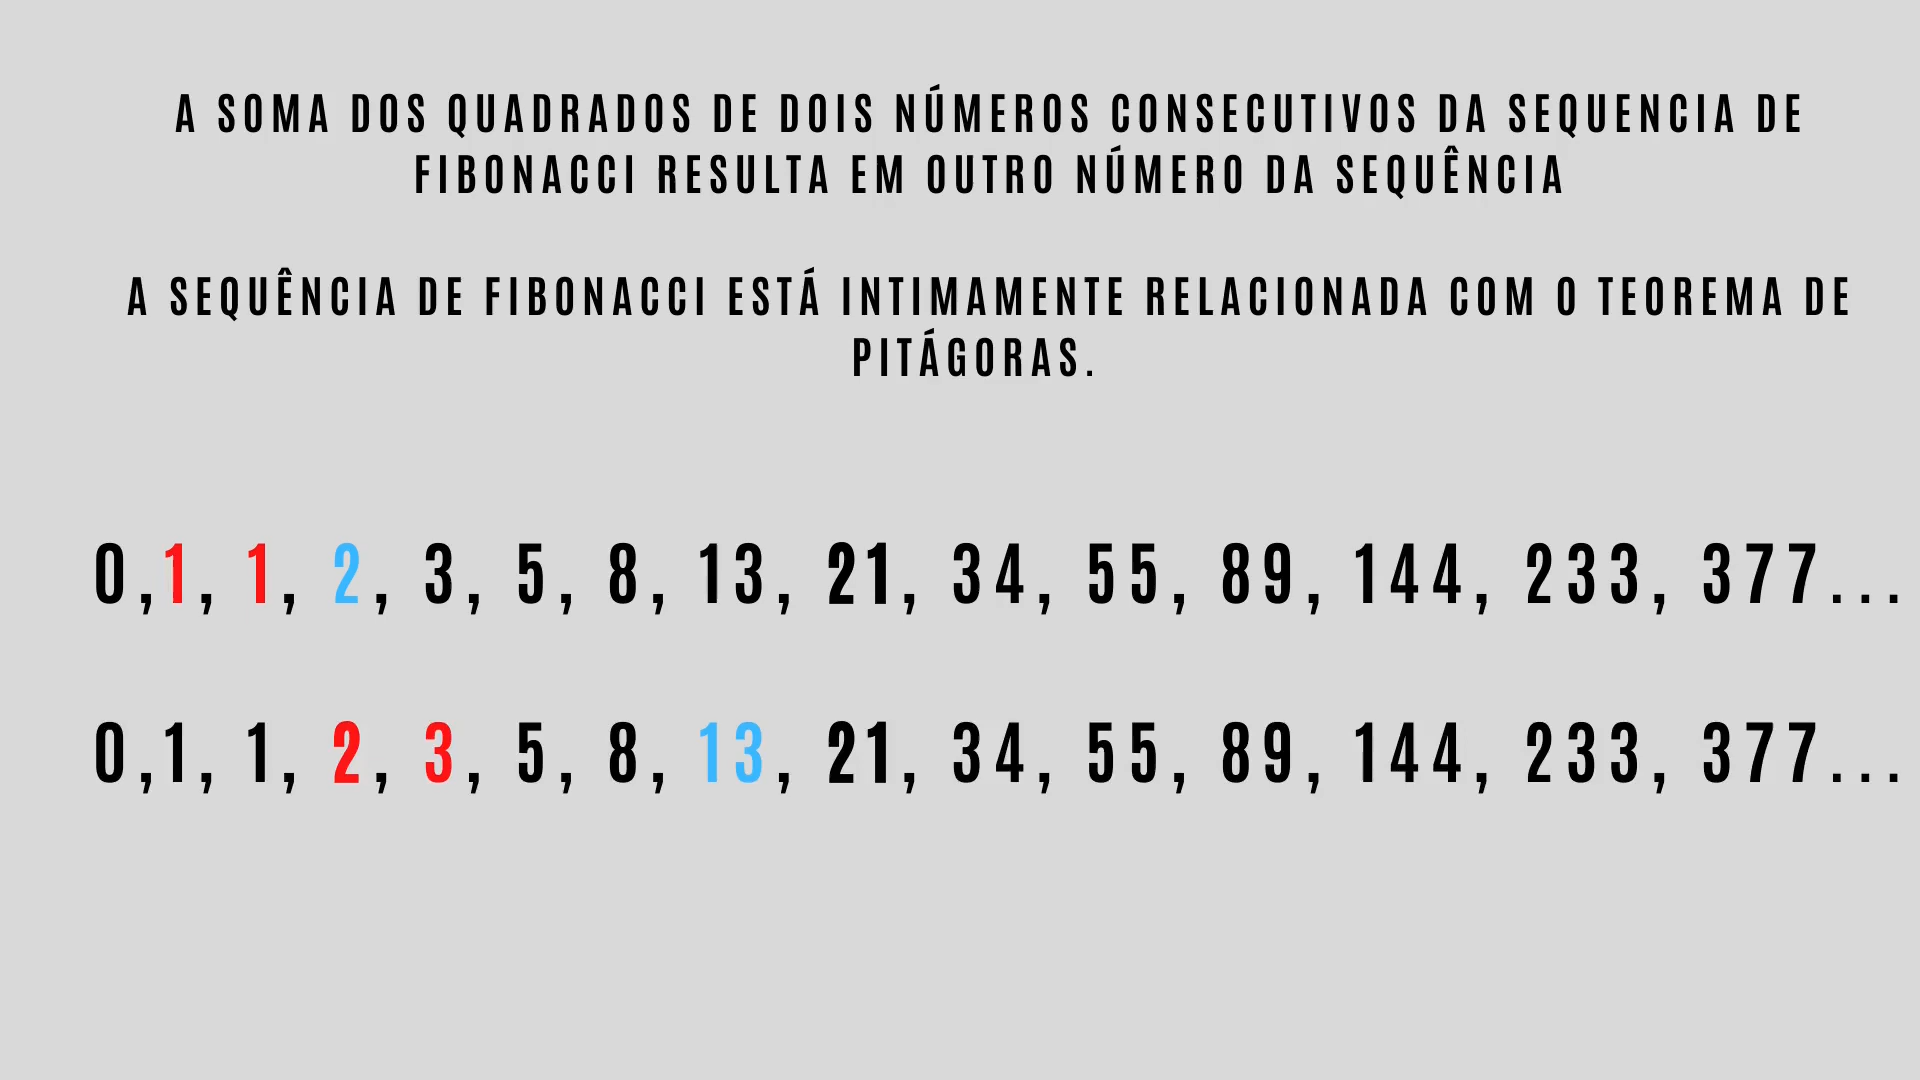 A SOMA DOS QUADRADOS DE DOIS NÚMEROS CONSECUTIVOS DA SEQUENCIA DE
FIBONACCI RESULTA EM OUTRO NÚMERO DA SEQUÊNCIA
A SEQUÊNCIA DE FIBONACCI ESTÁ INTIMAMENTE RELACIONADA COM O TEOREMA DE
PITÁGORAS.
0,1, 1, 2, 3, 5, 8, 13, 21, 34, 55, 89, 144, 233, 377...
0,1, 1, 2, 3, 5, 8, 13, 21, 34, 55, 89, 144, 233, 377...